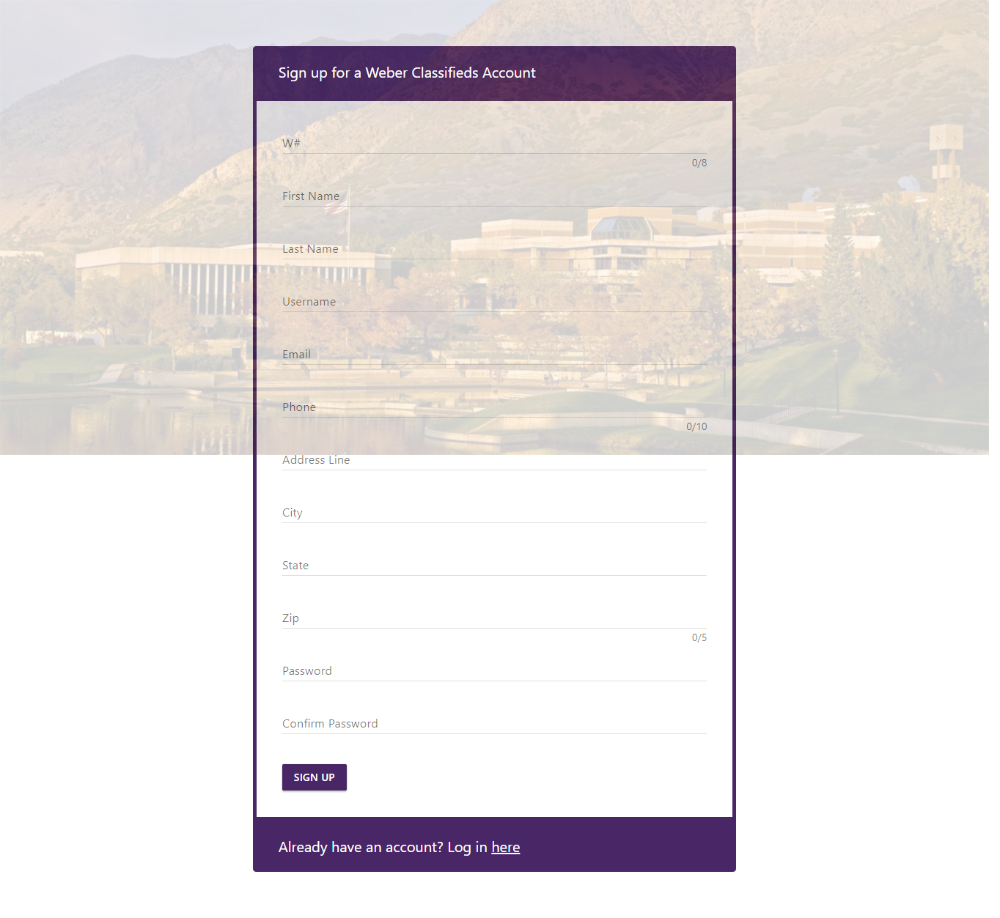 Sign up for a Weber Classifieds Account
W#
0/8
First Name
Last Name
Username
Email
Phone
0/10
Address Line
City
State
Zip
0/5
Password
Confirm Password
SIGN UP
Already have an account? Log in here